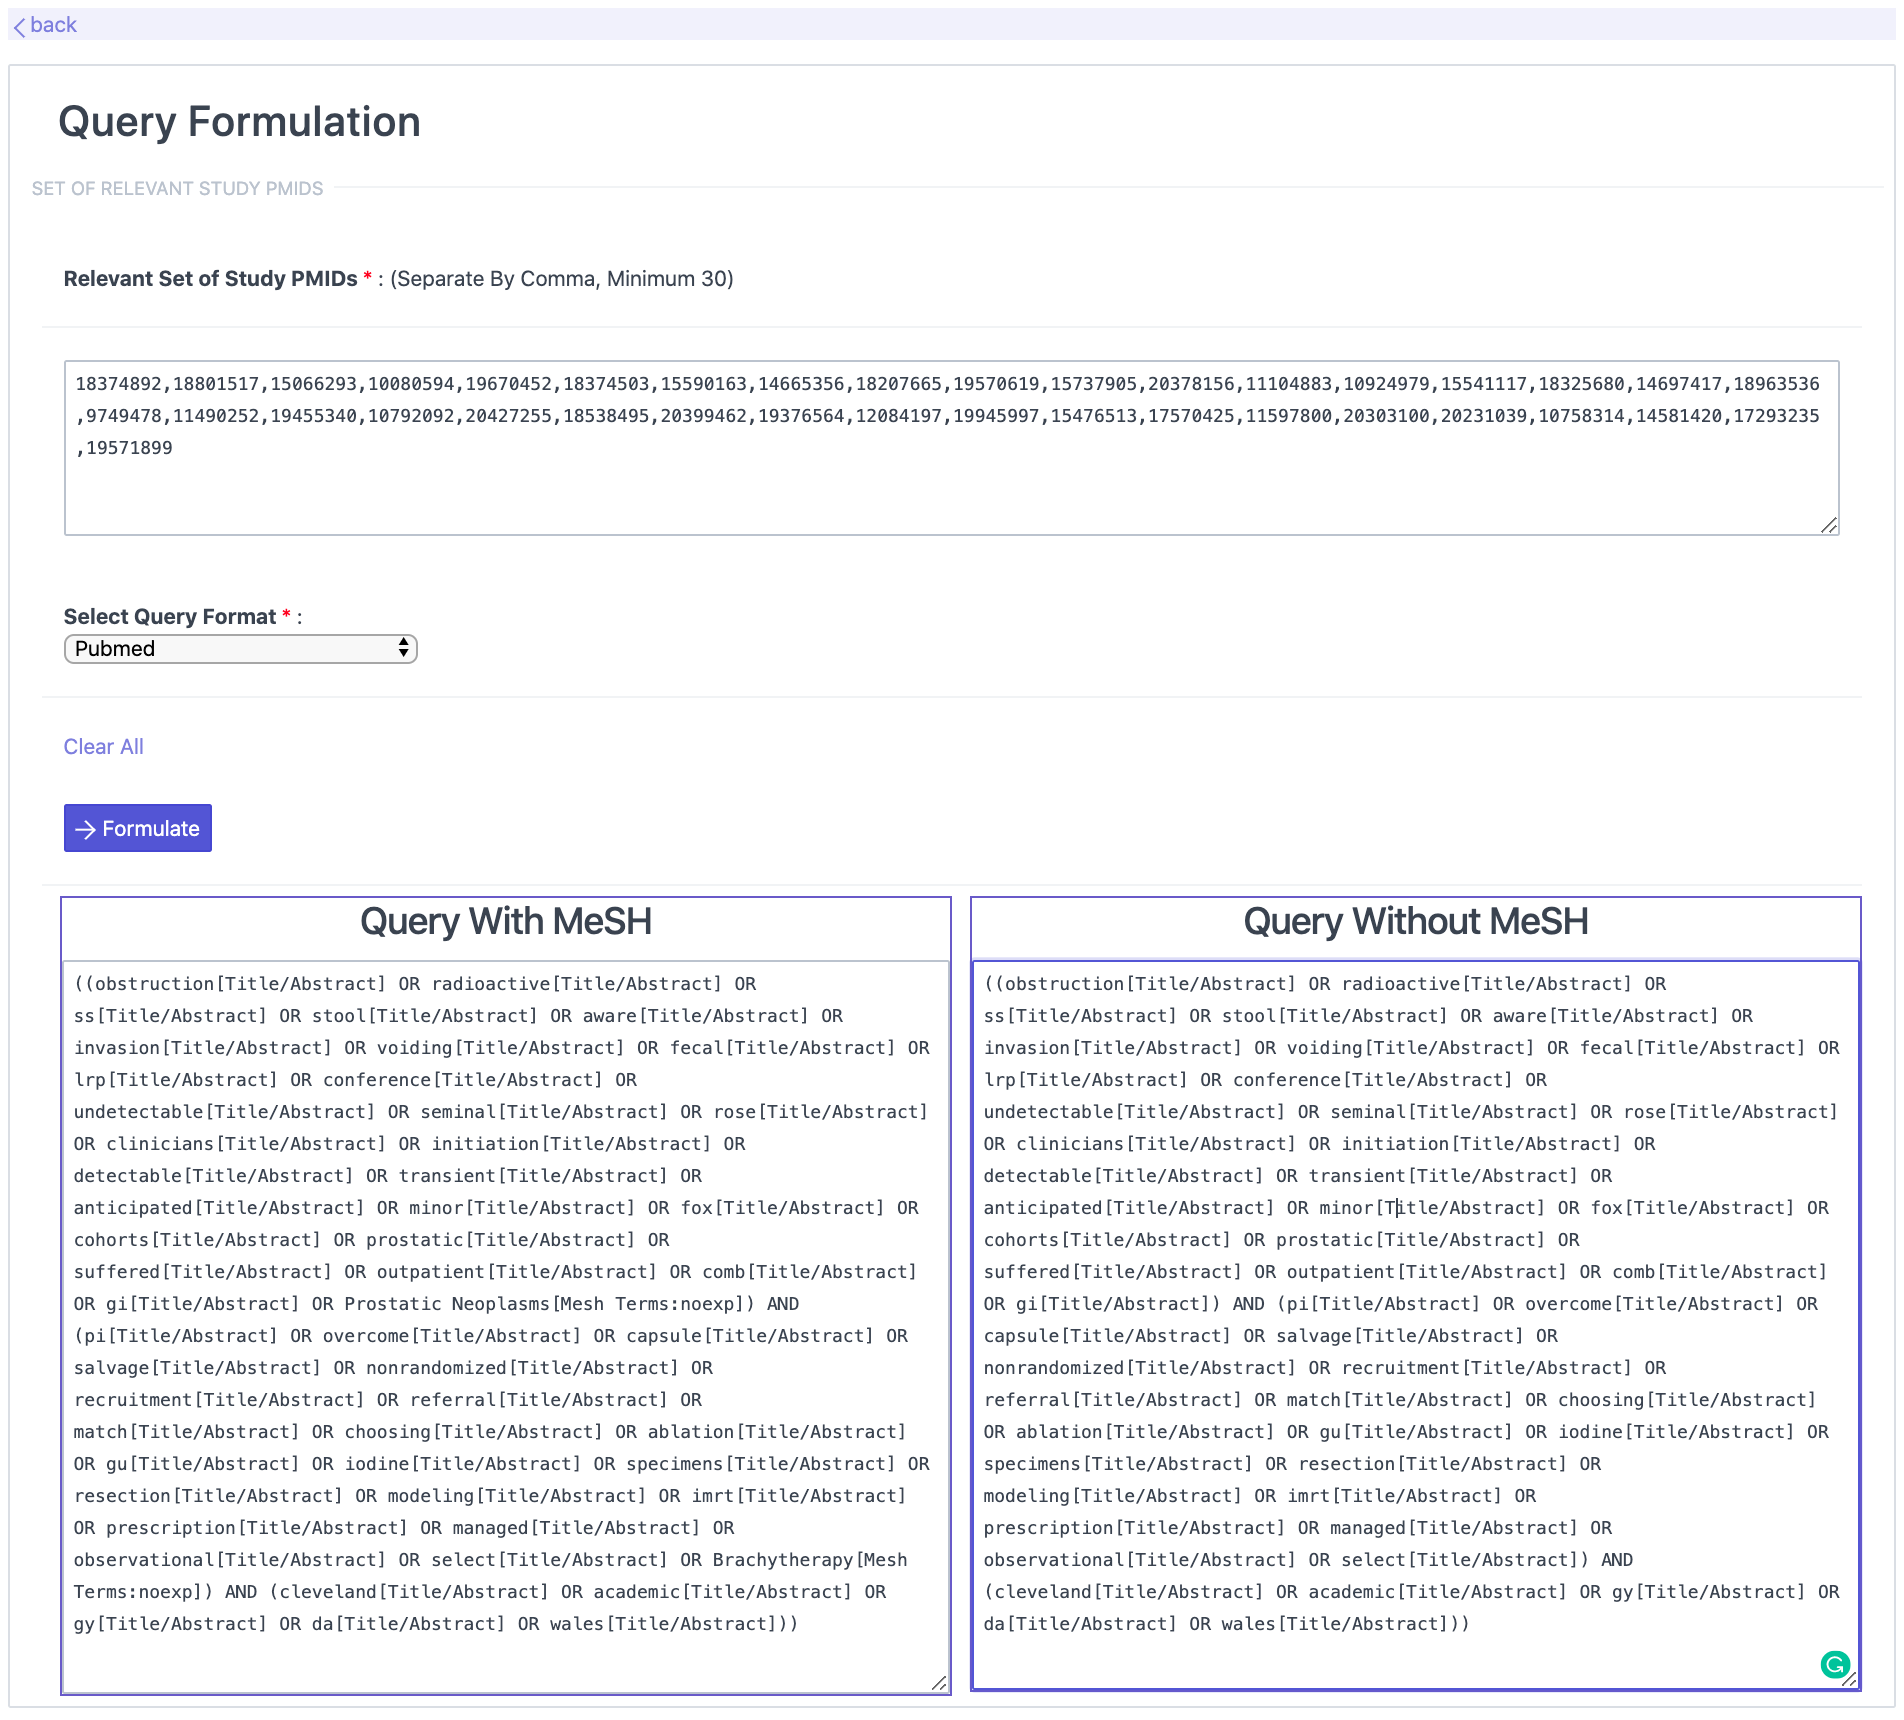 back
Query Formulation
SET OF RELEVANT STUDY PMIDS
Relevant Set of Study PMIDs * : (Separate By Comma, Minimum 30)
18374892,18801517,15066293,10080594,19670452,18374503,15590163,14665356,18207665,19570619,15737905,20378156,11104883,10924979,15541117,18325680,14697417,18963536
,9749478,11490252,19455340,10792092,20427255,18538495,20399462,19376564,12084197,19945997,15476513,17570425,11597800,20303100,20231039,10758314,14581420,17293235
,19571899
Select Query Format * :
Pubmed
Clear All
Formulate
Query With MeSH
((obstruction[Title/Abstract] OR radioactive[Title/Abstract] OR
ss[Title/Abstract] OR stool[Title/Abstract] OR aware[Title/Abstract] OR
invasion[Title/Abstract] OR voiding[Title/Abstract] OR fecal[Title/Abstract] OR
lrp[Title/Abstract] OR conference[Title/Abstract] OR
undetectable[Title/Abstract] OR seminal[Title/Abstract] OR rose[Title/Abstract]
OR clinicians[Title/Abstract] OR initiation[Title/Abstract] OR
detectable[Title/Abstract] OR transient[Title/Abstract] OR
anticipated[Title/Abstract] OR minor[Title/Abstract] OR fox[Title/Abstract] OR
cohorts[Title/Abstract] OR prostatic[Title/Abstract] OR
suffered[Title/Abstract] OR outpatient[Title/Abstract] OR comb[Title/Abstract]
OR gi[Title/Abstract] OR Prostatic Neoplasms[Mesh Terms:noexp]) AND
(pi[Title/Abstract] OR overcome[Title/Abstract] OR capsule[Title/Abstract] OR
salvage[Title/Abstract] OR nonrandomized[Title/Abstract] OR
recruitment[Title/Abstract] OR referral[Title/Abstract] OR
match[Title/Abstract] OR choosing[Title/Abstract] OR ablation[Title/Abstract]
OR gu[Title/Abstract] OR iodine[Title/Abstract] OR specimens[Title/Abstract] OR
resection[Title/Abstract] OR modeling[Title/Abstract] OR imrt[Title/Abstract]
OR prescription[Title/Abstract] OR managed[Title/Abstract] OR
observational[Title/Abstract] OR select[Title/Abstract] OR Brachytherapy[Mesh
Terms:noexp]) AND (cleveland[Title/Abstract] OR academic[Title/Abstract] OR
gy[Title/Abstract] OR da[Title/Abstract] OR wales[Title/Abstract]))
Query Without MeSH
((obstruction[Title/Abstract] OR radioactive[Title/Abstract] OR
ss[Title/Abstract] OR stool[Title/Abstract] OR aware[Title/Abstract] OR
invasion[Title/Abstract] OR voiding[Title/Abstract] OR fecal[Title/Abstract] OR
lrp[Title/Abstract] OR conference[Title/Abstract] OR
undetectable[Title/Abstract] OR seminal[Title/Abstract] OR rose[Title/Abstract]
OR clinicians[Title/Abstract] OR initiation[Title/Abstract] OR
detectable[Title/Abstract] OR transient[Title/Abstract] OR
anticipated[Title/Abstract] OR minor[Title/Abstract] OR fox[Title/Abstract] OR
cohorts[Title/Abstract] OR prostatic[Title/Abstract] OR
suffered[Title/Abstract] OR outpatient[Title/Abstract] OR comb[Title/Abstract]
OR gi[Title/Abstract]) AND (pi[Title/Abstract] OR overcome[Title/Abstract] OR
capsule[Title/Abstract] OR salvage[Title/Abstract] OR
nonrandomized[Title/Abstract] OR recruitment[Title/Abstract] OR
referral[Title/Abstract] OR match[Title/Abstract] OR choosing[Title/Abstract]
OR ablation[Title/Abstract] OR gu[Title/Abstract] OR iodine[Title/Abstract] OR
specimens[Title/Abstract] OR resection[Title/Abstract] OR
modeling[Title/Abstract] OR imrt[Title/Abstract] OR
prescription[Title/Abstract] OR managed[Title/Abstract] OR
observational[Title/Abstract] OR select[Title/Abstract]) AND
(cleveland[Title/Abstract] OR academic[Title/Abstract] OR gy[Title/Abstract] OR
da[Title/Abstract] OR wales[Title/Abstract]))